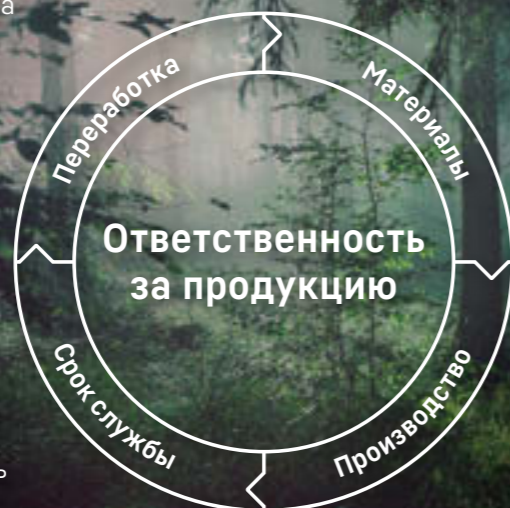 а
Переработка
Материалы
Ответственность
за продукцию
Срок службы
Производство
ь